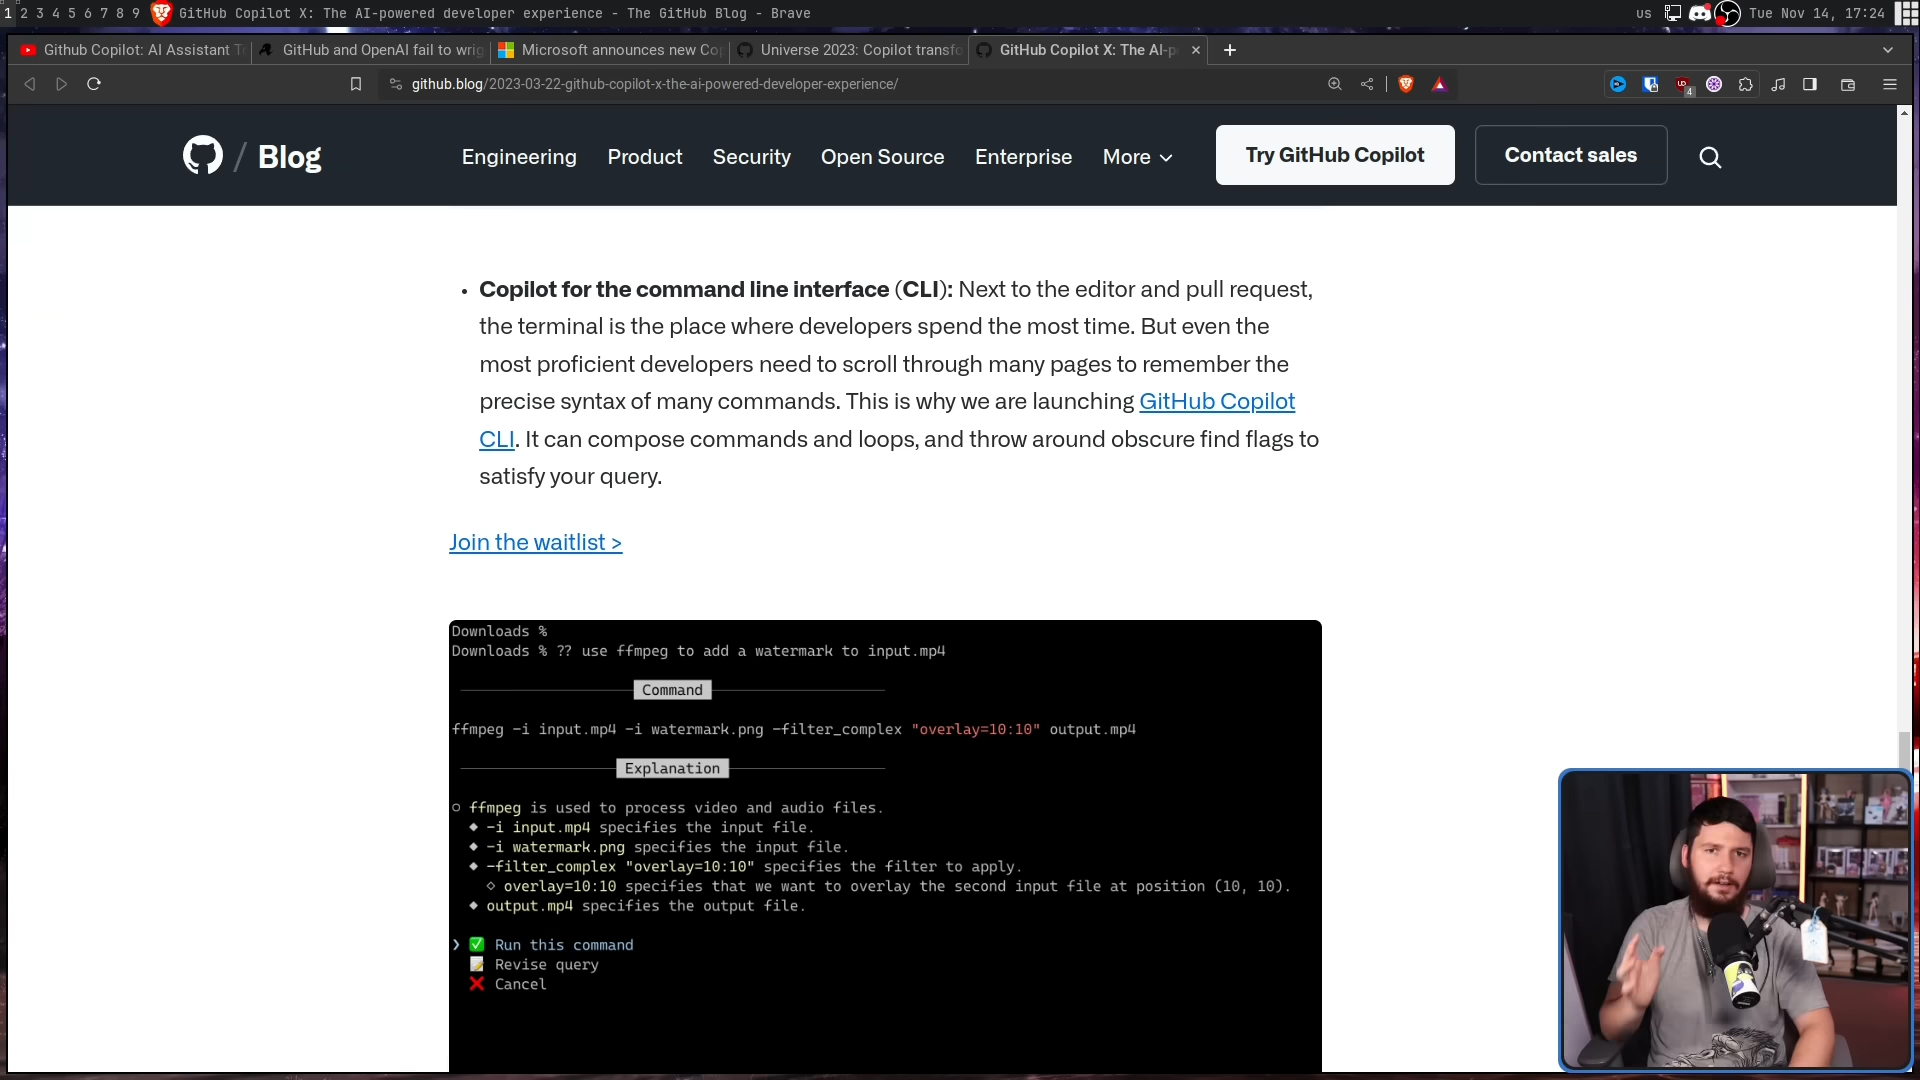 1 2 3 4 5 6 7 8 9 GitHub Copilot X: The AI-powered developer experience - The GitHub Blog - Brave us Tue Nov 14, 17:24
Github Copilot: AI Assistant T GitHub and OpenAI fail to wrig Microsoft announces new Cop Universe 2023: Copilot transfo GitHub Copilot X: The AI-p
github.blog/2023-03-22-github-copilot-x-the-ai-powered-developer-experience/ 4
/ Blog Engineering Product Security Open Source Enterprise More Try GitHub Copilot Contact sales
• Copilot for the command line interface (CLI): Next to the editor and pull request,
the terminal is the place where developers spend the most time. But even the
most proficient developers need to scroll through many pages to remember the
precise syntax of many commands. This is why we are launching GitHub Copilot
CLI. It can compose commands and loops, and throw around obscure find flags to
satisfy your query.
Join the waitlist >
Downloads %
Downloads % ?? use ffmpeg to add a watermark to input.mp4
Command
ffmpeg -i input.mp4 -i watermark.png -filter_complex "overlay=10:10" output.mp4
Explanation
○ ffmpeg is used to process video and audio files.
◆ -i input.mp4 specifies the input file.
◆ -i watermark.png specifies the input file.
◆ -filter_complex "overlay=10:10" specifies the filter to apply.
◇ overlay=10:10 specifies that we want to overlay the second input file at position (10, 10).
◆ output.mp4 specifies the output file.
❯ ✅ Run this command
📝 Revise query
❌ Cancel